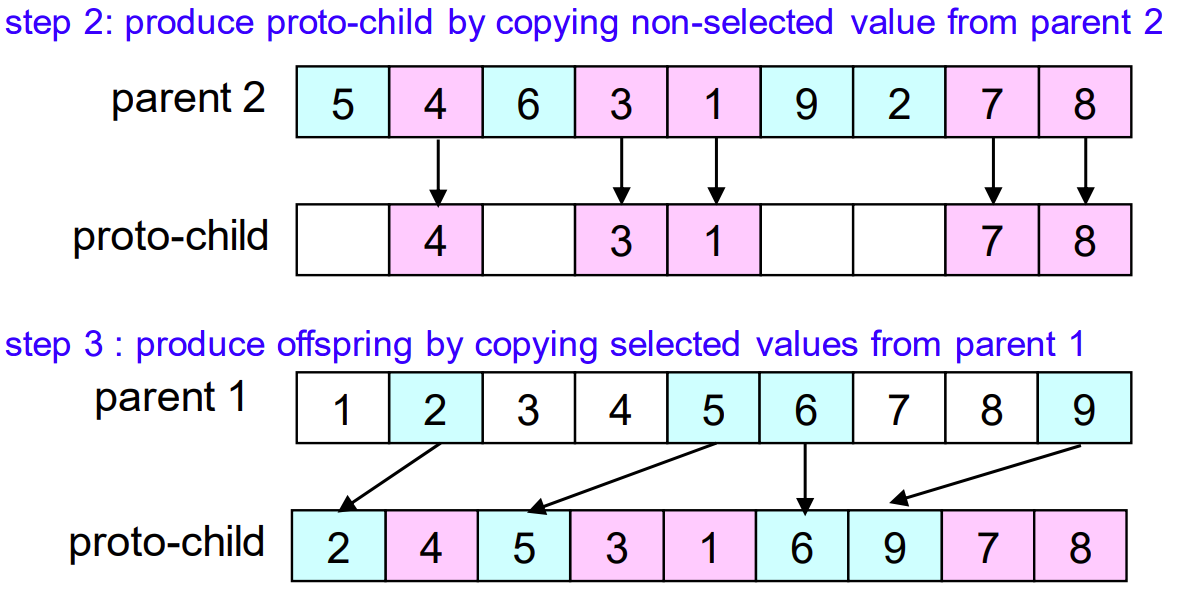 step 2: produce proto-child by copying non-selected value from parent 2
parent 2 5 4 6 3 1 9 2 7 8
proto-child 4 3 1 7 8
step 3 : produce offspring by copying selected values from parent 1
parent 1 1 2 3 4 5 6 7 8 9
proto-child 2 4 5 3 1 6 9 7 8